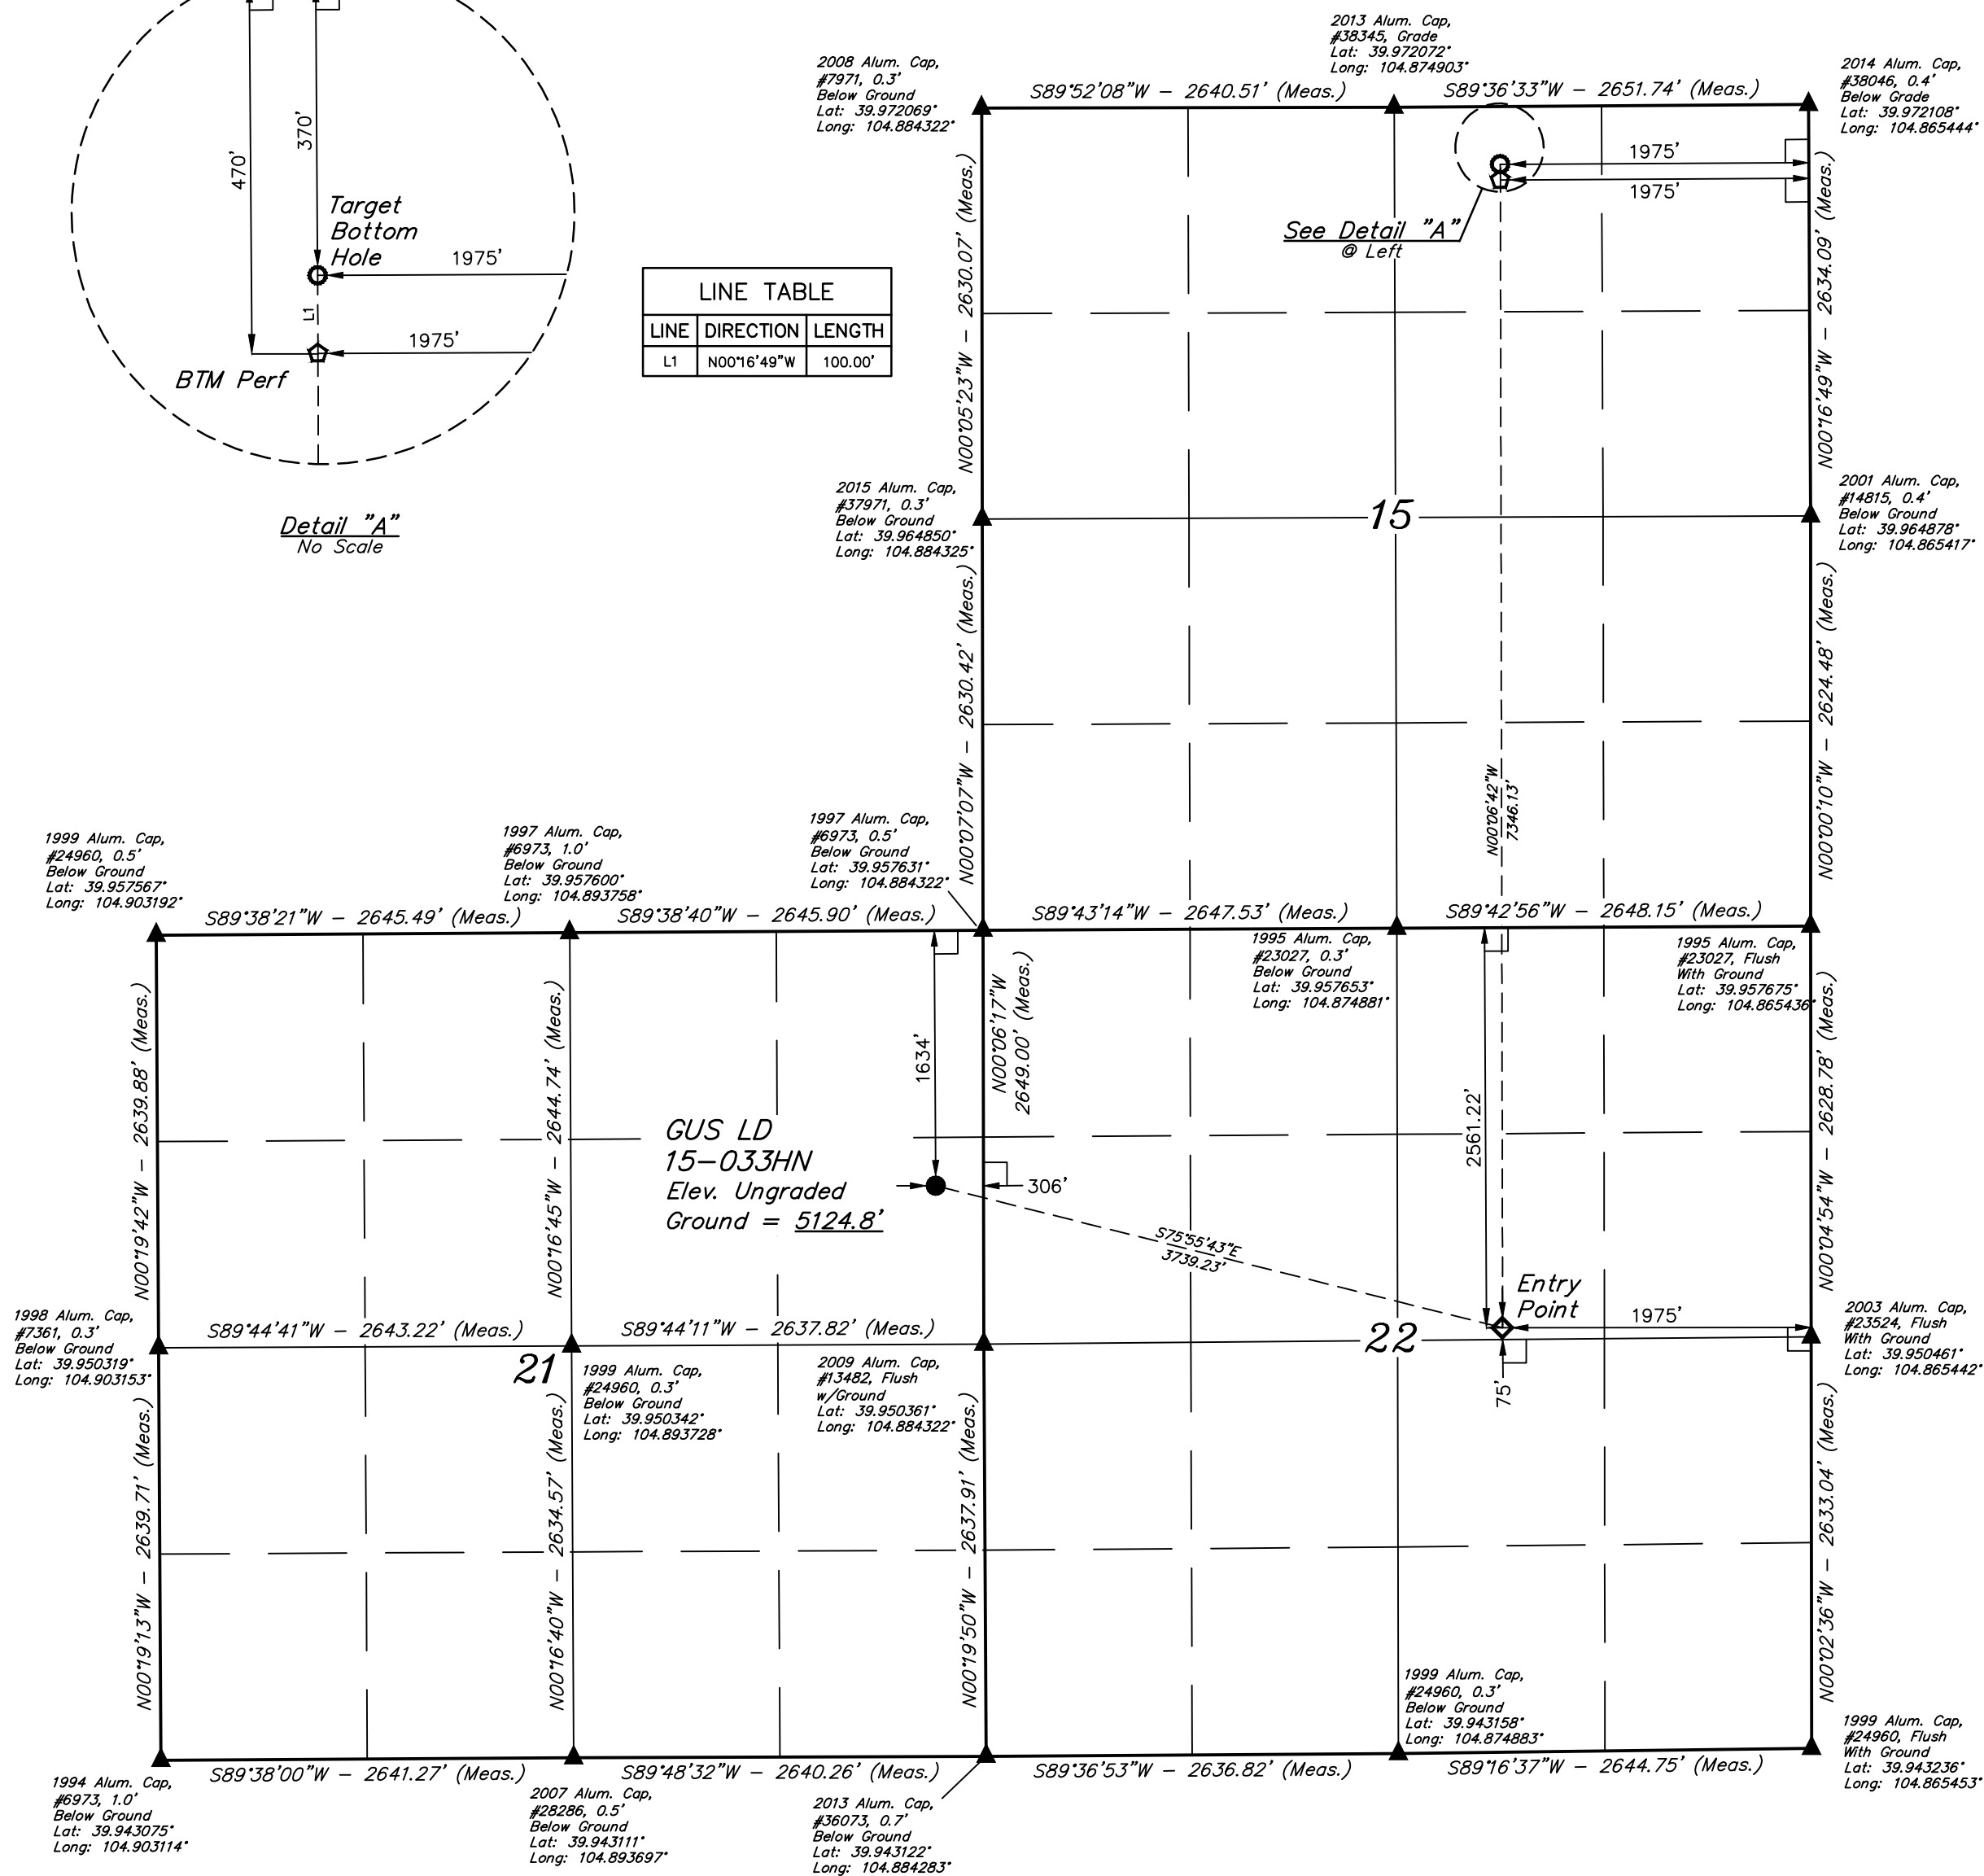 2013 Alum. Cap,
#38345, Grade
Lat: 39.972072°
Long: 104.874903°
2008 Alum. Cap,
#7971, 0.3'
Below Ground
Lat: 39.972069°
Long: 104.884322°
S89°52'08"W - 2640.51' (Meas.)
S89°36'33"W - 2651.74' (Meas.)
2014 Alum. Cap,
#38046, 0.4'
Below Grade
Lat: 39.972108°
Long: 104.865444°
470'
370'
Target
Bottom
Hole
1975'
L1
1975'
BTM Perf
Detail "A"
No Scale
LINE TABLE
LINE DIRECTION LENGTH
L1 N00°16'49"W 100.00'
1975'
1975'
See Detail "A"
@ Left
N00°05'23"W - 2630.07' (Meas.)
N00°16'49"W - 2634.09' (Meas.)
2015 Alum. Cap,
#37971, 0.3'
Below Ground
Lat: 39.964850°
Long: 104.884325°
15
2001 Alum. Cap,
#14815, 0.4'
Below Ground
Lat: 39.964878°
Long: 104.865417°
N00°07'07"W - 2630.42' (Meas.)
N00°06'42"W
7346.13'
N00°00'10"W - 2624.48' (Meas.)
1999 Alum. Cap,
#24960, 0.5'
Below Ground
Lat: 39.957567°
Long: 104.903192°
1997 Alum. Cap,
#6973, 1.0'
Below Ground
Lat: 39.957600°
Long: 104.893758°
1997 Alum. Cap,
#6973, 0.5'
Below Ground
Lat: 39.957631°
Long: 104.884322°
S89°38'21"W - 2645.49' (Meas.)
S89°38'40"W - 2645.90' (Meas.)
S89°43'14"W - 2647.53' (Meas.)
S89°42'56"W - 2648.15' (Meas.)
1995 Alum. Cap,
#23027, 0.3'
Below Ground
Lat: 39.957653°
Long: 104.874881°
1995 Alum. Cap,
#23027, Flush
With Ground
Lat: 39.957675°
Long: 104.865436°
N00°19'42"W - 2639.88' (Meas.)
N00°16'45"W - 2644.74' (Meas.)
1634'
N00°06'17"W
2649.00' (Meas.)
2561.22'
N00°04'54"W - 2628.78' (Meas.)
GUS LD
15-033HN
Elev. Ungraded
Ground = 5124.8'
306'
S75°55'43"E
3739.23'
Entry
Point
1975'
75'
1998 Alum. Cap,
#7361, 0.3'
Below Ground
Lat: 39.950319°
Long: 104.903153°
S89°44'41"W - 2643.22' (Meas.)
S89°44'11"W - 2637.82' (Meas.)
21
22
1999 Alum. Cap,
#24960, 0.3'
Below Ground
Lat: 39.950342°
Long: 104.893728°
2009 Alum. Cap,
#13482, Flush
w/Ground
Lat: 39.950361°
Long: 104.884322°
2003 Alum. Cap,
#23524, Flush
With Ground
Lat: 39.950461°
Long: 104.865442°
N00°19'13"W - 2639.71' (Meas.)
N00°16'40"W - 2634.57' (Meas.)
N00°19'50"W - 2637.91' (Meas.)
N00°02'36"W - 2633.04' (Meas.)
1999 Alum. Cap,
#24960, 0.3'
Below Ground
Lat: 39.943158°
Long: 104.874883°
1999 Alum. Cap,
#24960, Flush
With Ground
Lat: 39.943236°
Long: 104.865453°
S89°38'00"W - 2641.27' (Meas.)
S89°48'32"W - 2640.26' (Meas.)
S89°36'53"W - 2636.82' (Meas.)
S89°16'37"W - 2644.75' (Meas.)
1994 Alum. Cap,
#6973, 1.0'
Below Ground
Lat: 39.943075°
Long: 104.903114°
2007 Alum. Cap,
#28286, 0.5'
Below Ground
Lat: 39.943111°
Long: 104.893697°
2013 Alum. Cap,
#36073, 0.7'
Below Ground
Lat: 39.943122°
Long: 104.884283°